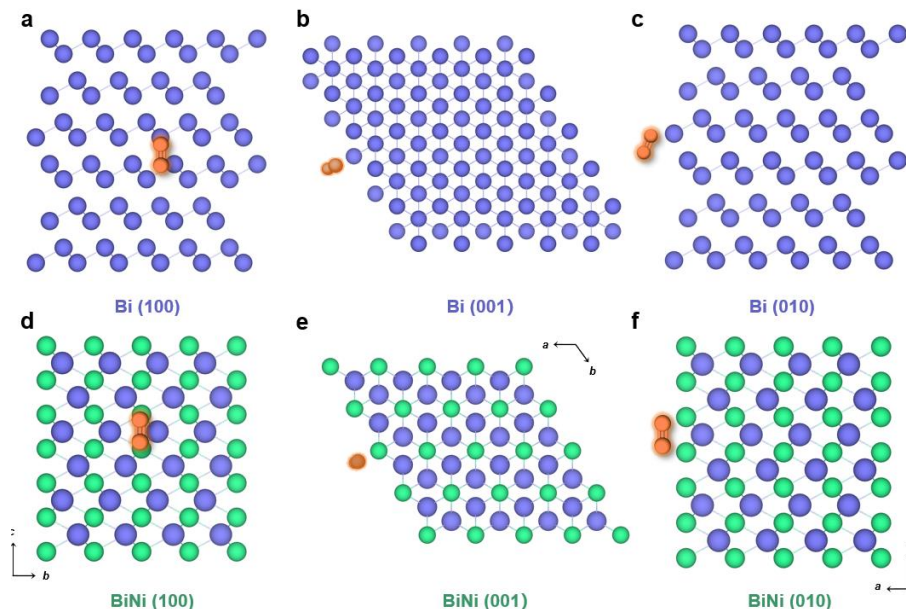 a
b
c
Bi (100)
Bi (001)
Bi (010)
d
e
f
a
b
c
b
a
BiNi (100)
BiNi (001)
BiNi (010)